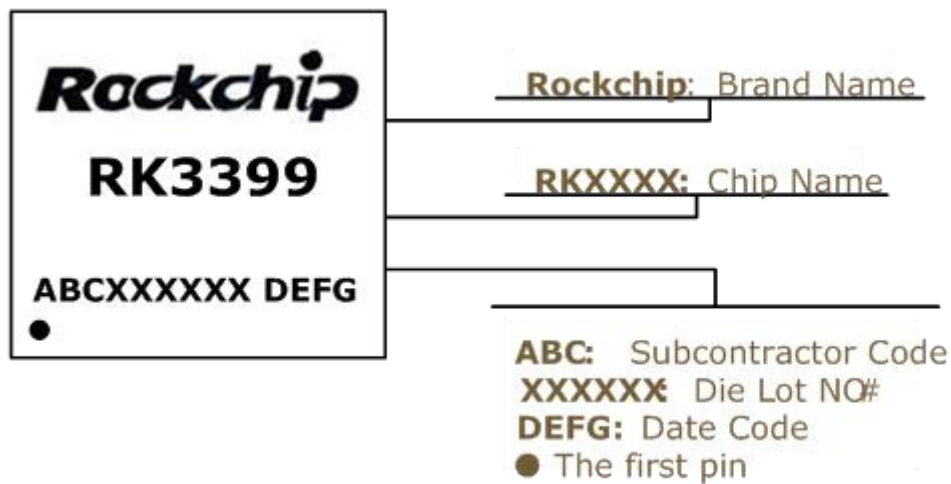 Rockchip
RK3399
ABCXXXXXX DEFG
Rockchip: Brand Name
RKXXXX: Chip Name
ABC: Subcontractor Code
XXXXXX: Die Lot NO#
DEFG: Date Code
● The first pin